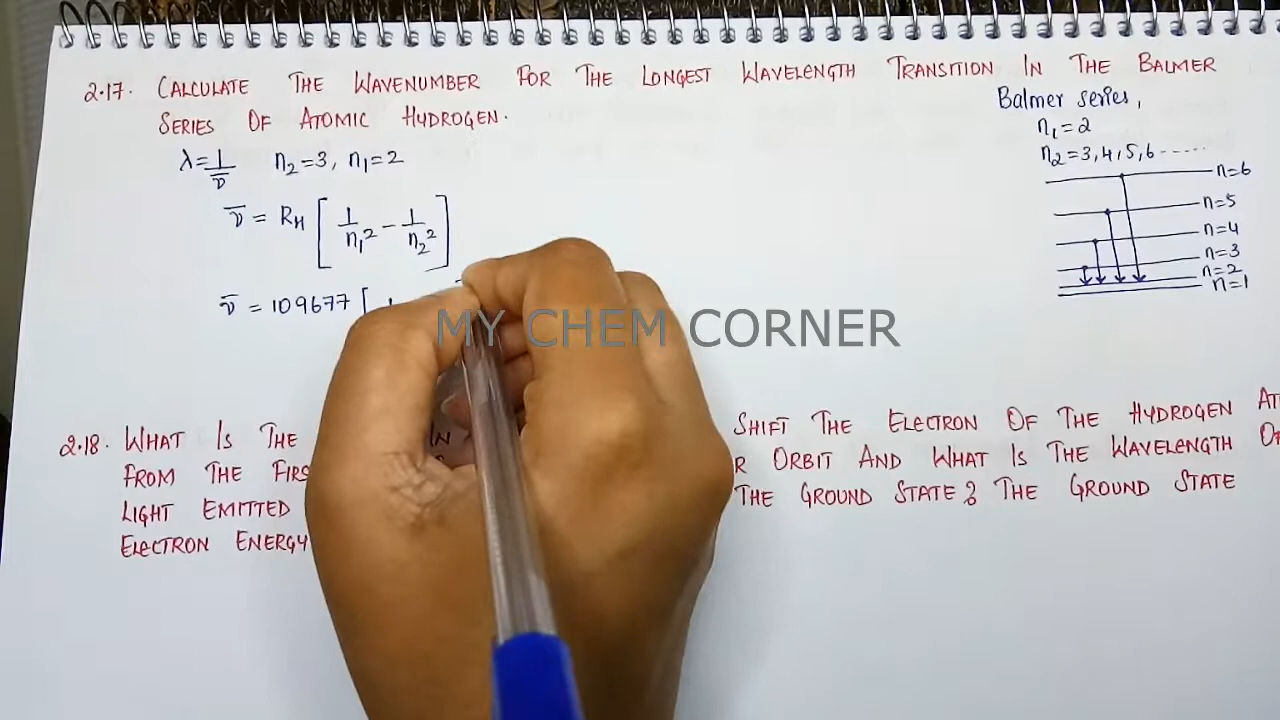 2.17. CALCULATE THE WAVENUMBER FOR THE LONGEST WAVELENGTH TRANSITION IN THE BALMER
SERIES OF ATOMIC HYDROGEN.
λ = 1/ν̄ n₂=3, n₁=2
ν̄ = R_H [1/n₁² - 1/n₂²]
ν̄ = 109677 [
Balmer series,
n₁=2
n₂=3,4,5,6------
n=6
n=5
n=4
n=3
n=2
n=1
MY CHEM CORNER
2.18. WHAT IS THE SHIFT THE ELECTRON OF THE HYDROGEN
FROM THE ORBIT AND WHAT IS THE WAVELENGTH
LIGHT EMITTED THE GROUND STATE? THE GROUND STATE
ELECTRON ENERGY